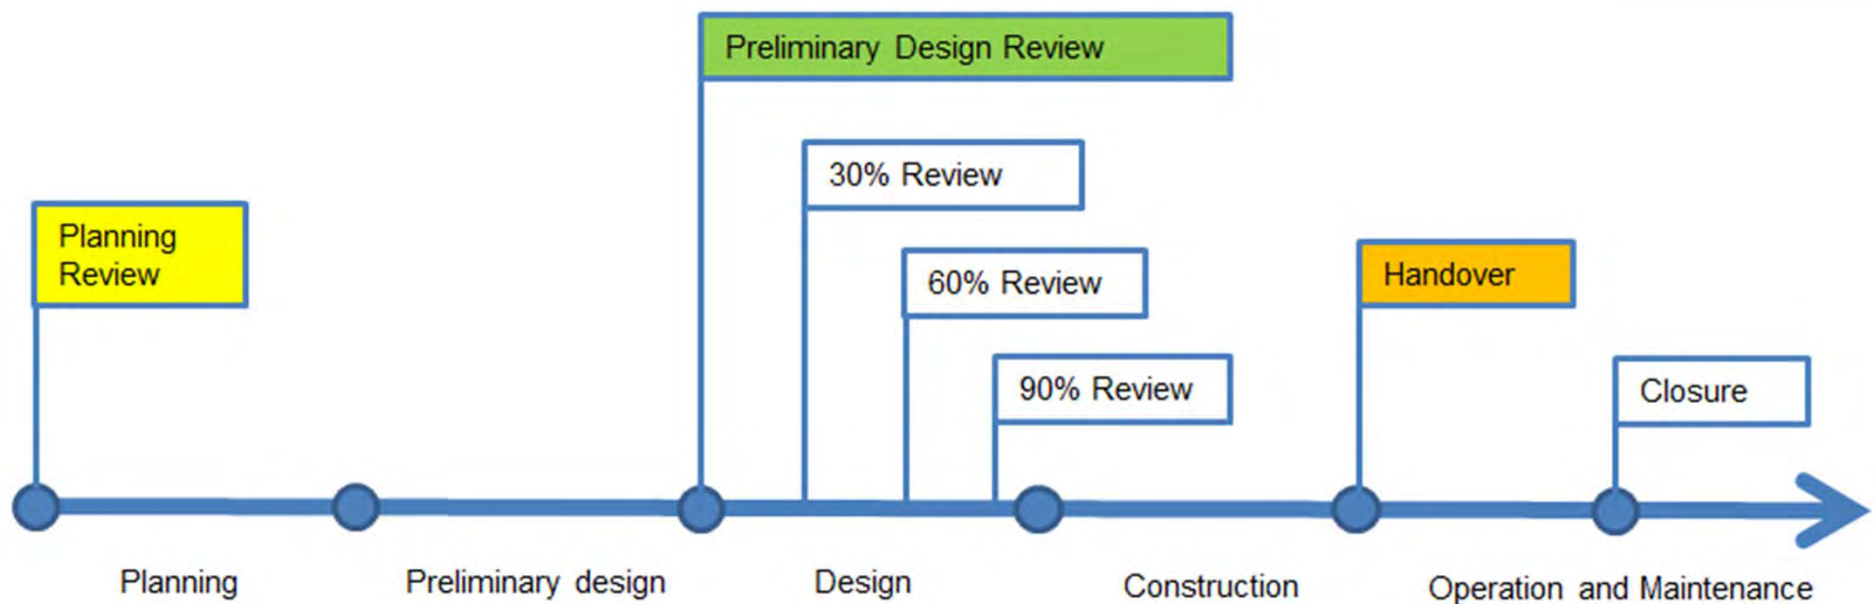 Preliminary Design Review
30% Review
Planning
Review
60% Review
Handover
90% Review
Closure
Planning
Preliminary design
Design
Construction
Operation and Maintenance